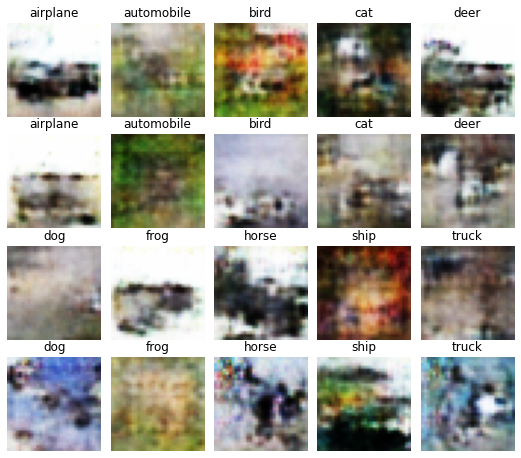 airplane automobile bird cat deer
airplane automobile bird cat deer
dog frog horse ship truck
dog frog horse ship truck